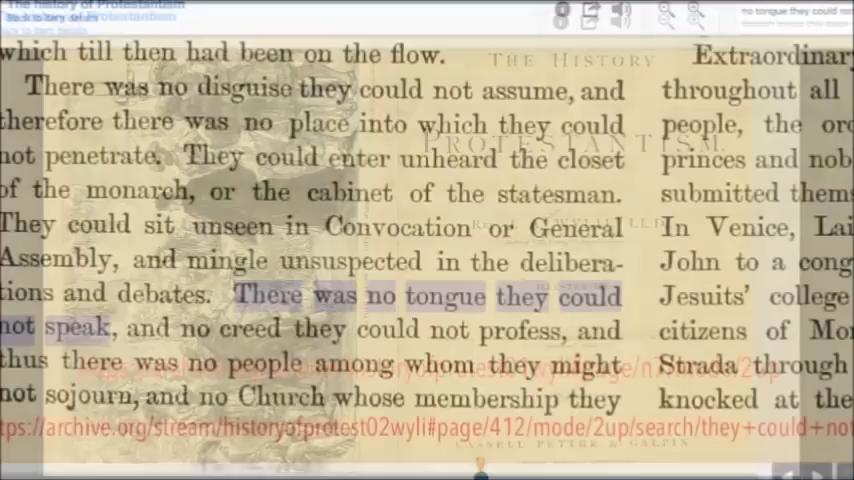 The history of Protestantism
Back to item details
no tongue they could
which till then had been on the flow.
There was no disguise they could not assume, and
therefore there was no place into which they could
not penetrate. They could enter unheard the closet
of the monarch, or the cabinet of the statesman.
They could sit unseen in Convocation or General
Assembly, and mingle unsuspected in the delibera-
tions and debates. There was no tongue they could
not speak, and no creed they could not profess, and
thus there was no people among whom they might
not sojourn, and no Church whose membership they
Extraordinary
throughout all
people, the
princes and nob
submitted thems
In Venice, Lai
John to a cong
Jesuits' college
citizens of Mo
Strada through
knocked at the
THE HISTORY
PROTESTANTISM
tps://archive.org/stream/historyofprotest02wyli#page/412/mode/2up/search/they+could+not
CASSELL PETTER & GALPIN